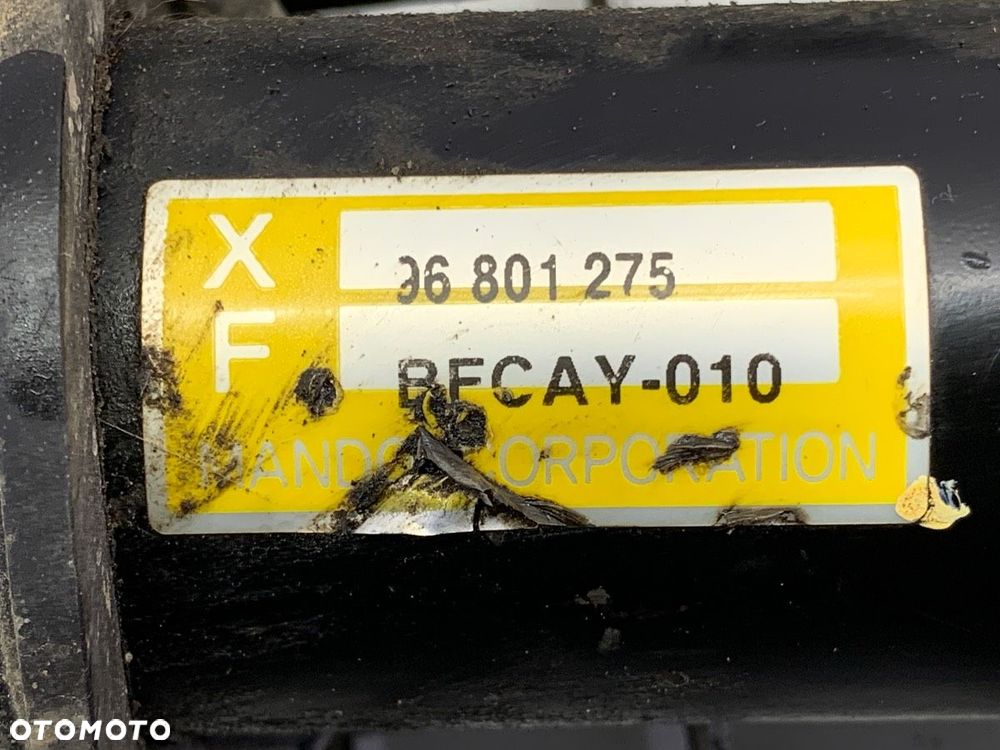 X
96 801 275
F
BECAY-010
MANDO CORPORATION
OTOMOTO